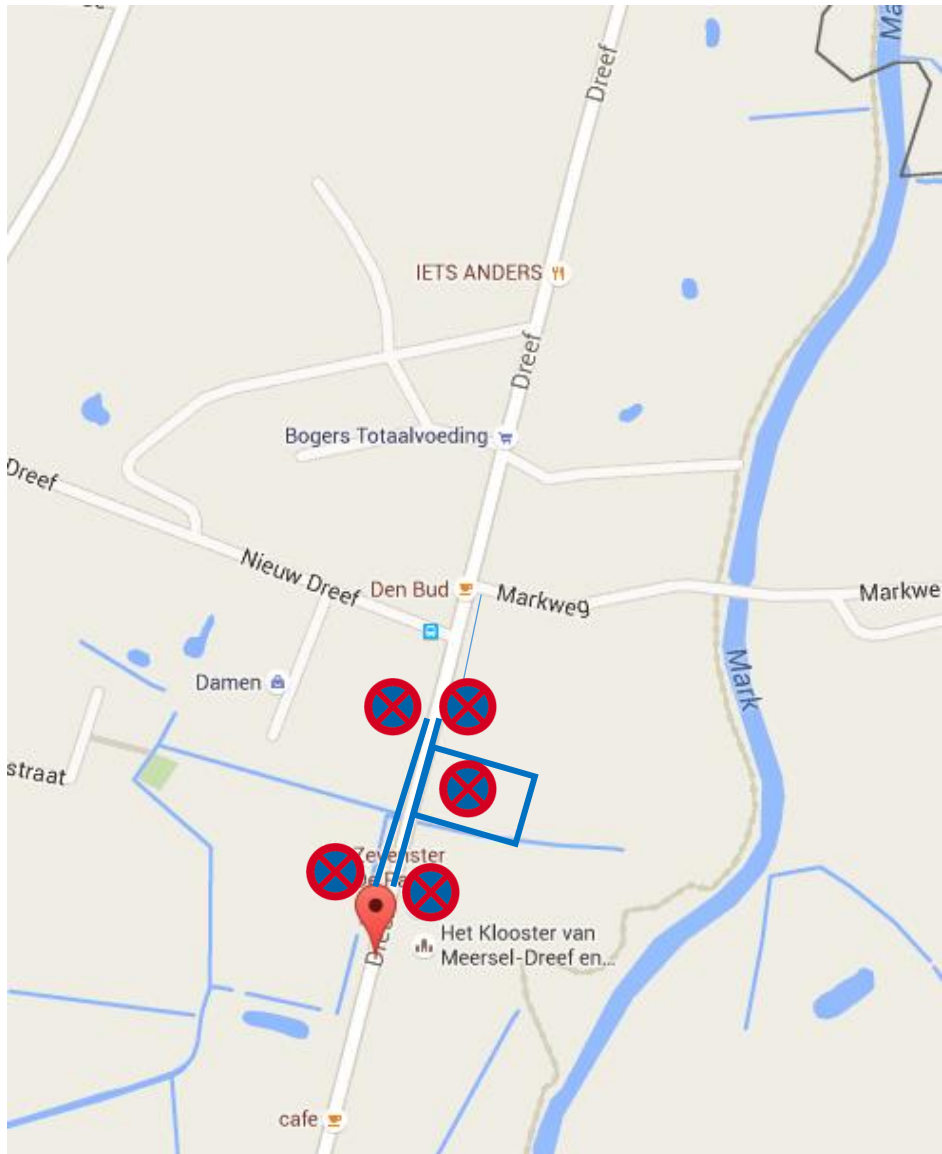 Ma
Dreef
IETS ANDERS
Dreef
Bogers Totaalvoeding
Dreef
Nieuw Dreef
Den Bud
Markweg
Markwe
Mark
Damen
straat
Zevenster
Het Klooster van
Meersel-Dreef en...
cafe